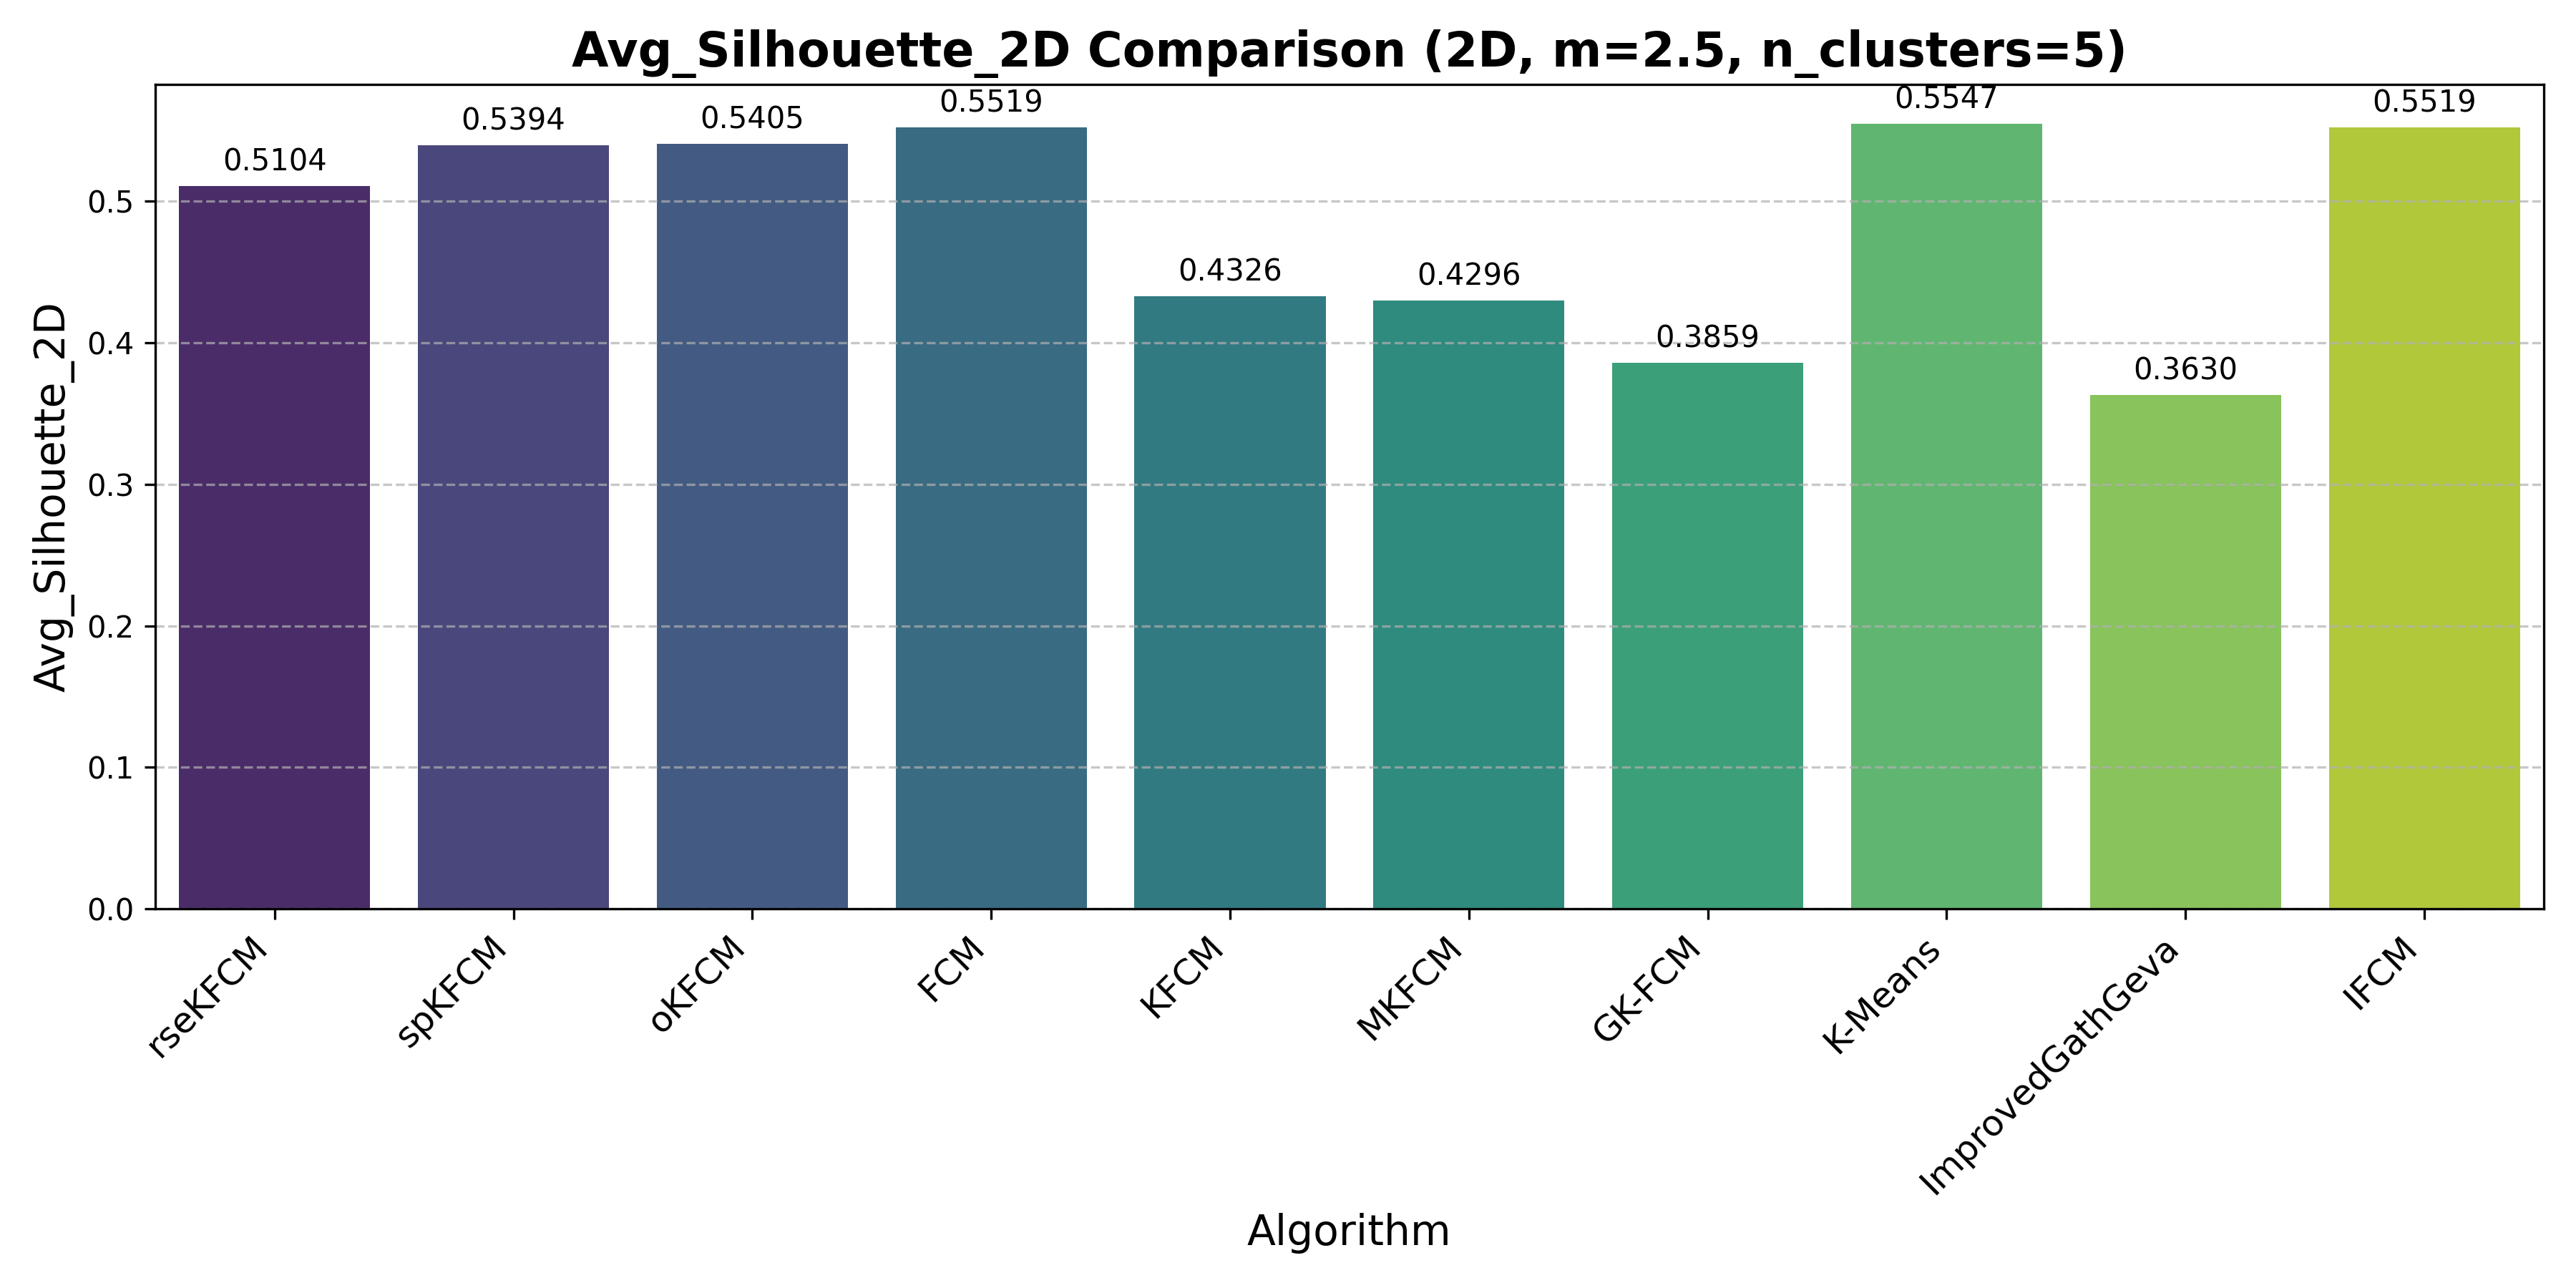 Avg_Silhouette_2D Comparison (2D, m=2.5, n_clusters=5)
Avg_Silhouette_2D
0.5
0.4
0.3
0.2
0.1
0.0
0.5104
0.5394
0.5405
0.5519
0.4326
0.4296
0.3859
0.5547
0.3630
0.5519
rseKFCM
spKFCM
oKFCM
FCM
KFCM
MKFCM
GK-FCM
K-Means
ImprovedGathGeva
IFCM
Algorithm